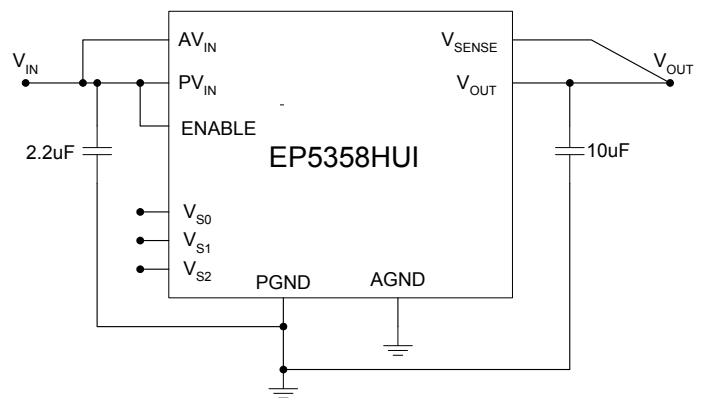 AV_IN
V_SENSE
V_IN
V_OUT
PV_IN
V_OUT
ENABLE
2.2uF
EP5358HUI
10uF
V_S0
V_S1
V_S2
PGND
AGND